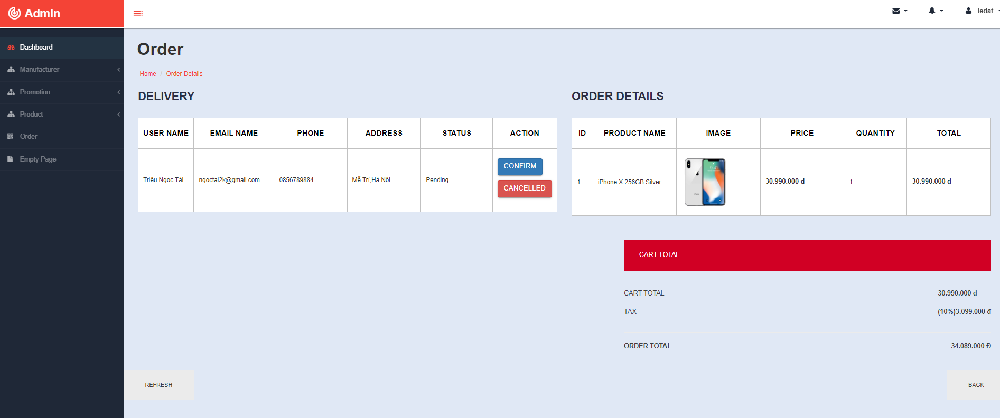 Admin
ledat
Dashboard
Manufacturer
Promotion
Product
Order
Empty Page
Order
Home / Order Details
DELIVERY
USER NAME EMAIL NAME PHONE ADDRESS STATUS ACTION
Triệu Ngọc Tài ngoctai2k@gmail.com 0856789884 Mễ Trì,Hà Nội Pending
CONFIRM
CANCELLED
ORDER DETAILS
ID PRODUCT NAME IMAGE PRICE QUANTITY TOTAL
1 iPhone X 256GB Silver 30.990.000 đ 1 30.990.000 đ
CART TOTAL
CART TOTAL 30.990.000 đ
TAX (10%)3.099.000 đ
ORDER TOTAL 34.089.000 Đ
REFRESH
BACK